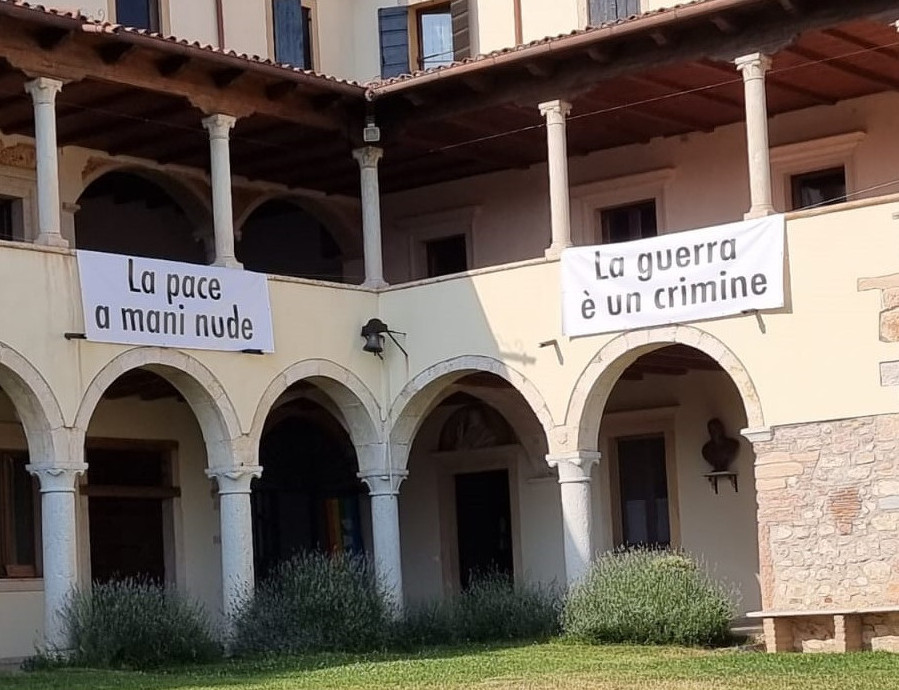 La pace
a mani nude
La guerra
è un crimine